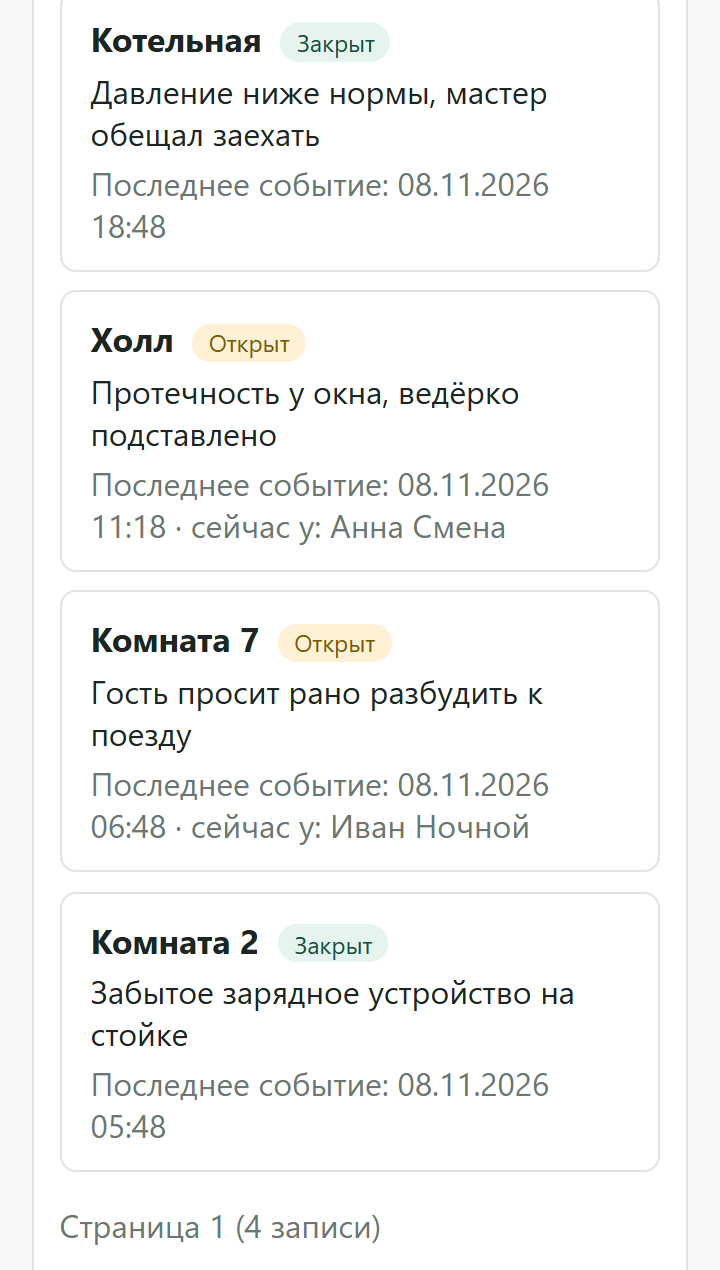 Котельная Закрыт
Давление ниже нормы, мастер
обещал заехать
Последнее событие: 08.11.2026
18:48
Холл Открыт
Протечность у окна, ведёрко
подставлено
Последнее событие: 08.11.2026
11:18 · сейчас у: Анна Смена
Комната 7 Открыт
Гость просит рано разбудить к
поезду
Последнее событие: 08.11.2026
06:48 · сейчас у: Иван Ночной
Комната 2 Закрыт
Забытое зарядное устройство на
стойке
Последнее событие: 08.11.2026
05:48
Страница 1 (4 записи)